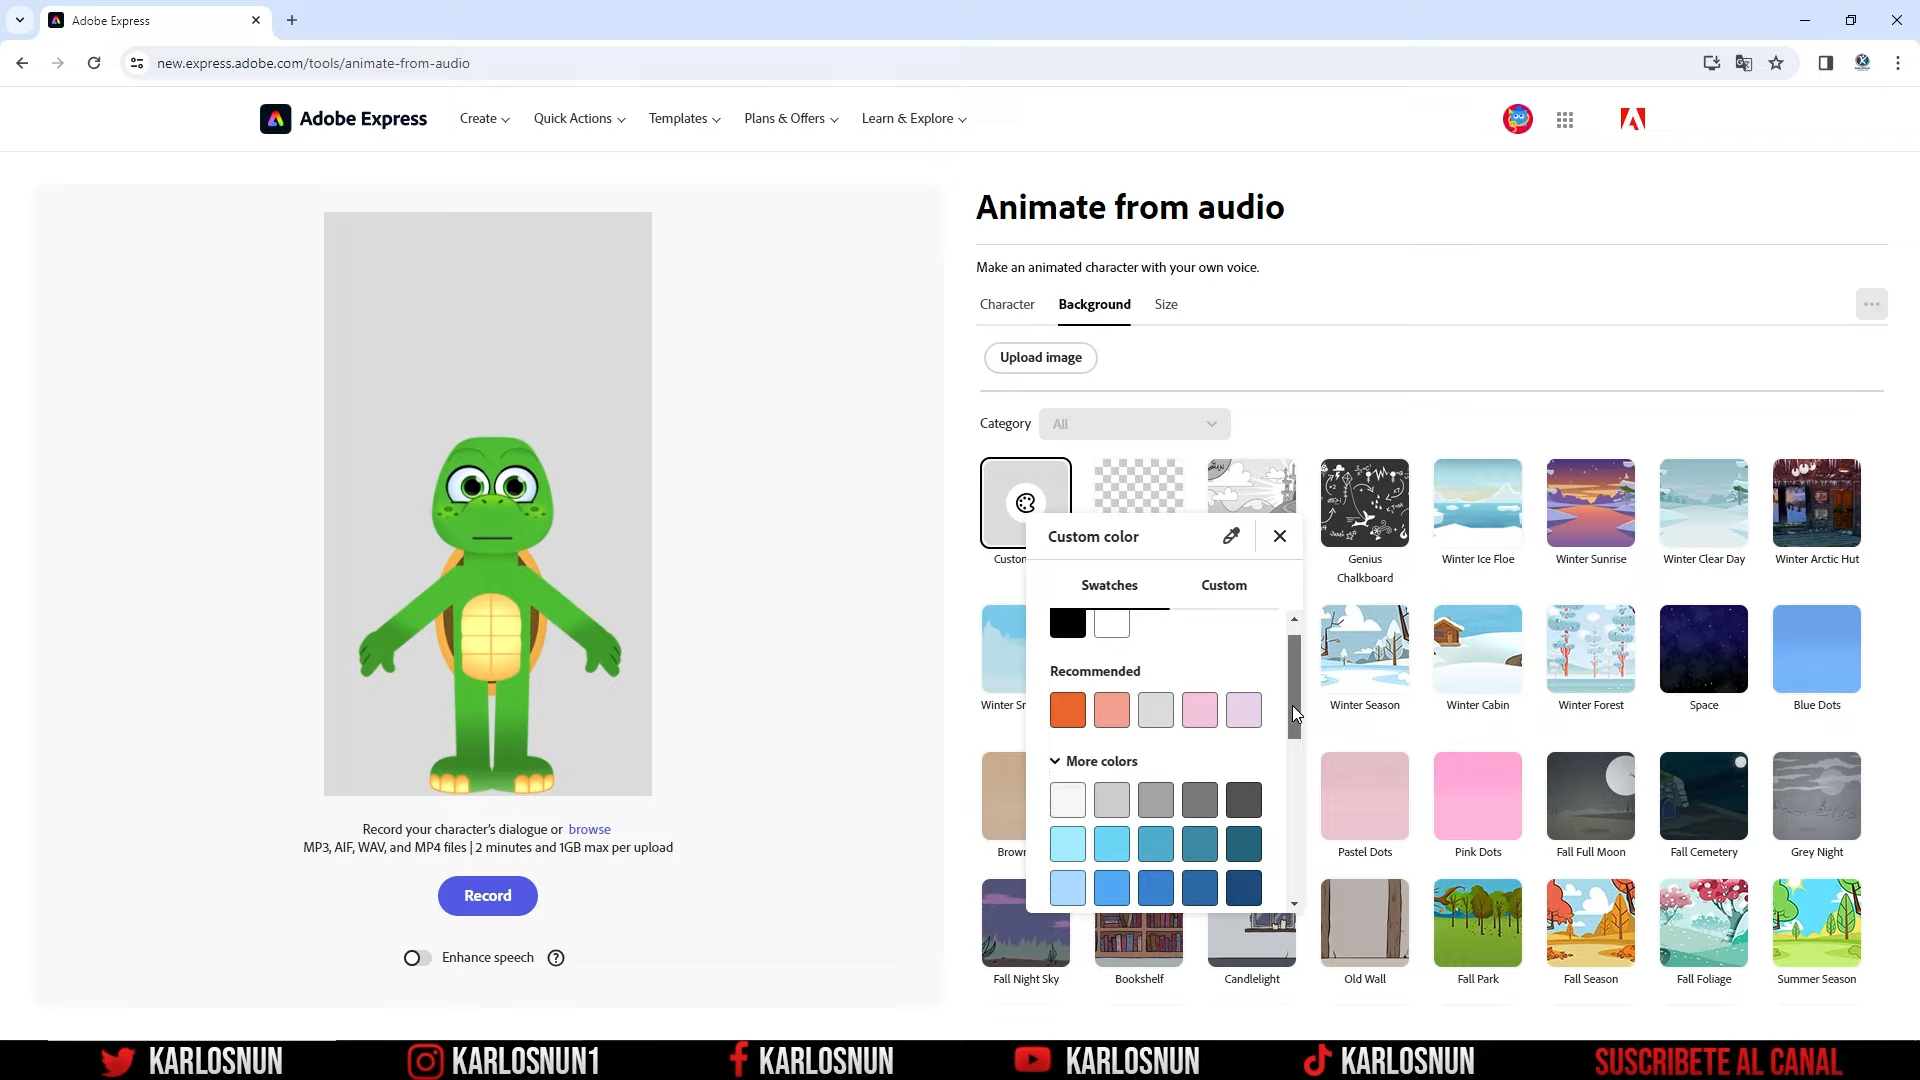 Adobe Express
new.express.adobe.com/tools/animate-from-audio
Adobe Express
Create
Quick Actions
Templates
Plans & Offers
Learn & Explore
Animate from audio
Make an animated character with your own voice.
Character
Background
Size
Upload image
Category
All
Genius
Chalkboard
Winter Ice Floe
Winter Sunrise
Winter Clear Day
Winter Arctic Hut
Custom color
Swatches
Custom
Recommended
More colors
Winter Season
Winter Cabin
Winter Forest
Space
Blue Dots
Pastel Dots
Pink Dots
Fall Full Moon
Fall Cemetery
Grey Night
Fall Night Sky
Bookshelf
Candlelight
Old Wall
Fall Park
Fall Season
Fall Foliage
Summer Season
Record your character's dialogue or browse
MP3, AIF, WAV, and MP4 files | 2 minutes and 1GB max per upload
Record
Enhance speech
KARLOSNUN
KARLOSNUN1
KARLOSNUN
KARLOSNUN
KARLOSNUN
SUSCRIBETE AL CANAL